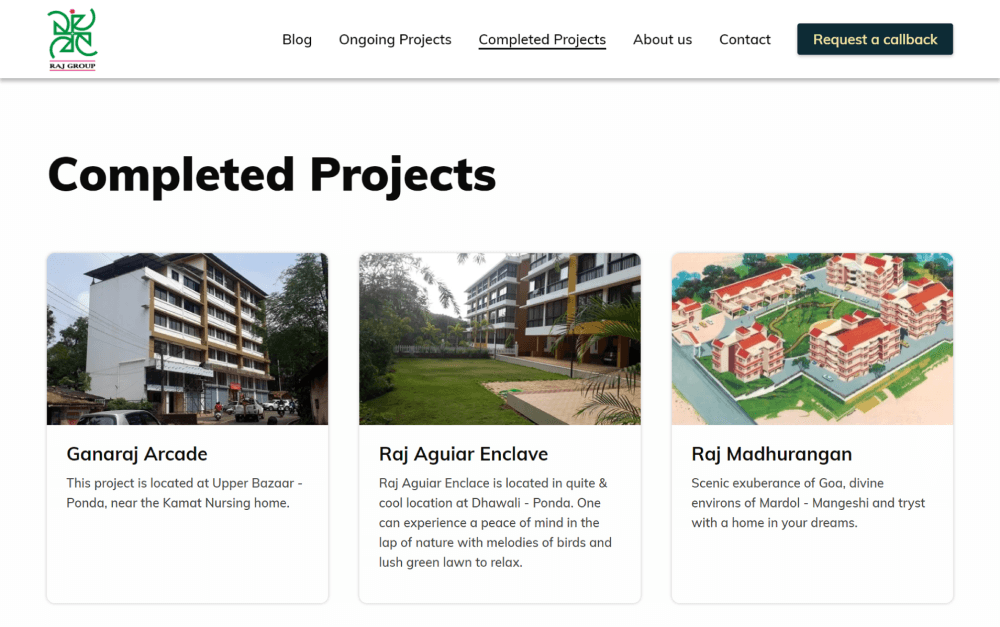 RAJ GROUP
Blog
Ongoing Projects
Completed Projects
About us
Contact
Request a callback
Completed Projects
Ganaraj Arcade
This project is located at Upper Bazaar -
Ponda, near the Kamat Nursing home.
Raj Aguiar Enclave
Raj Aguiar Enclace is located in quite &
cool location at Dhawali - Ponda. One
can experience a peace of mind in the
lap of nature with melodies of birds and
lush green lawn to relax.
Raj Madhurangan
Scenic exuberance of Goa, divine
environs of Mardol - Mangeshi and tryst
with a home in your dreams.